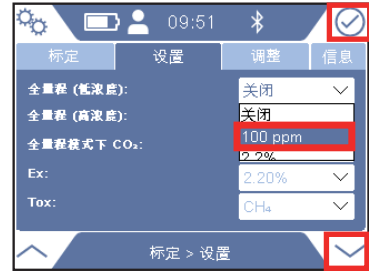 09:51
标定 设置 调整 信息
全量程 (低浓度): 关闭
全量程 (高浓度): 关闭
100 ppm
全量程模式下 CO₂: 2.2%
Ex: 2.20%
Tox: CH₄
标定 > 设置